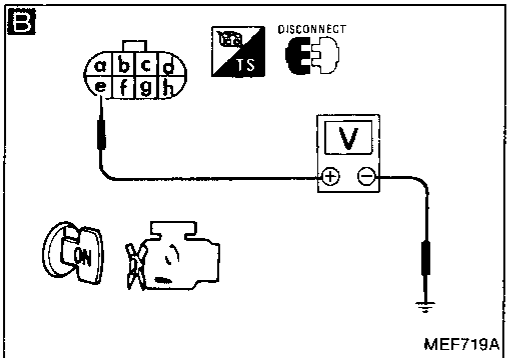 B
DISCONNECT
TS
a b c d
e f g h
V
+ −
ON
MEF719A